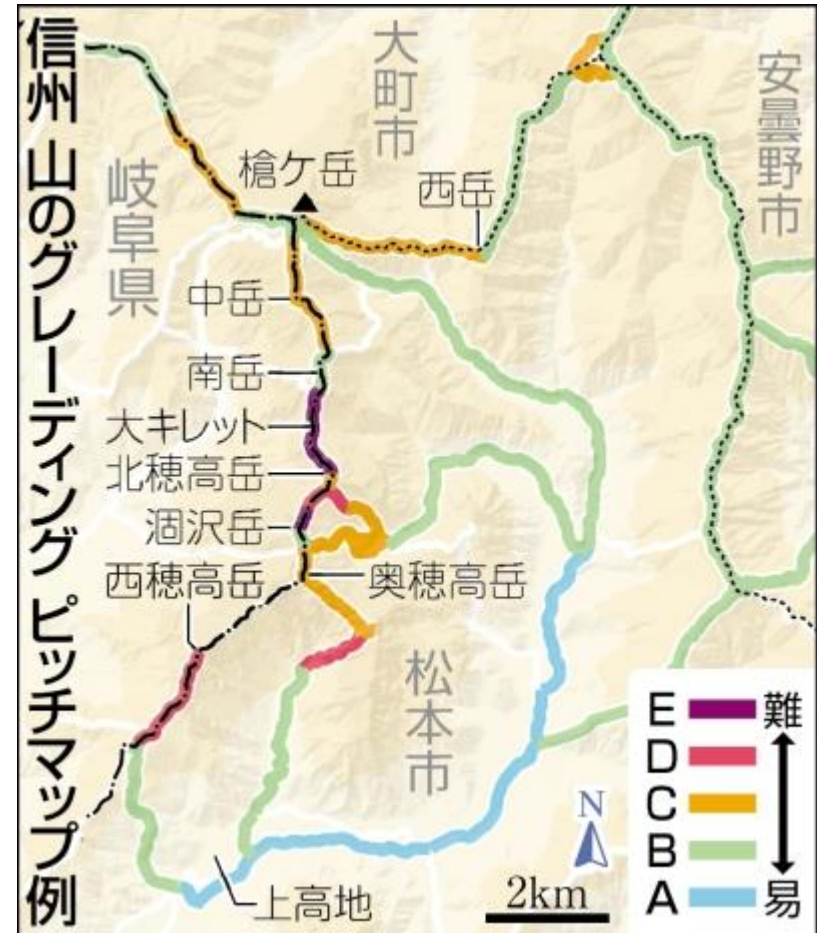 信州 山のグレーディング ピッチマップ例
大町市
安曇野市
岐阜県
槍ケ岳
西岳
中岳
南岳
大キレット
北穂高岳
涸沢岳
西穂高岳
奥穂高岳
松本市
上高地
E 難
D
C
B
A 易
N
2km